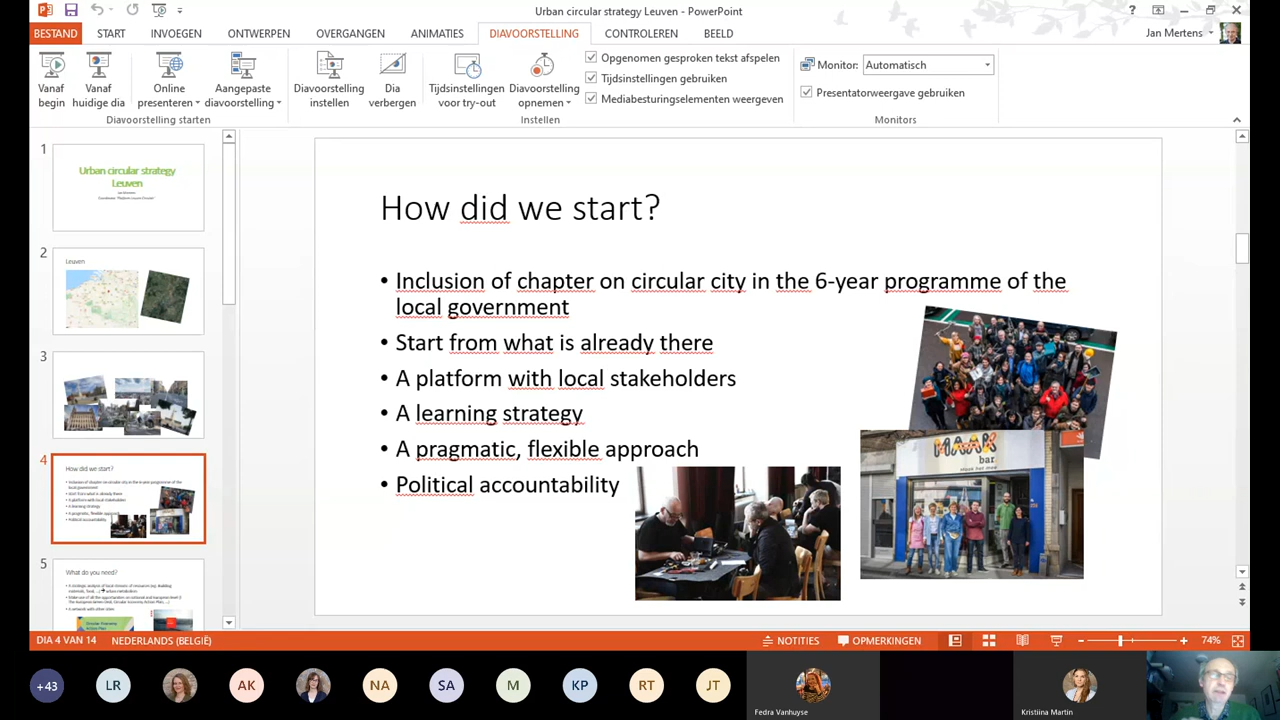 Urban circular strategy Leuven - PowerPoint
?
BESTAND START INVOEGEN ONTWERPEN OVERGANGEN ANIMATIES DIAVOORSTELLING CONTROLEREN BEELD
Jan Mertens
Vanaf begin
Vanaf huidige dia
Online presenteren
Aangepaste diavoorstelling
Diavoorstelling starten
Diavoorstelling instellen
Dia verbergen
Tijdsinstellingen voor try-out
Diavoorstelling opnemen
Opgenomen gesproken tekst afspelen
Tijdsinstellingen gebruiken
Mediabesturingselementen weergeven
Instellen
Monitor: Automatisch
Presentatorweergave gebruiken
Monitors
1
Urban circular strategy
Leuven
2
Leuven
3
4
How did we start?
5
What do you need?
How did we start?
• Inclusion of chapter on circular city in the 6-year programme of the
local government
• Start from what is already there
• A platform with local stakeholders
• A learning strategy
• A pragmatic, flexible approach
• Political accountability
MAAK
bar
DIA 4 VAN 14 NEDERLANDS (BELGIË)
NOTITIES OPMERKINGEN
74%
+43 LR AK NA SA M KP RT JT
Fedra Vanhuyse
Kristiina Martin